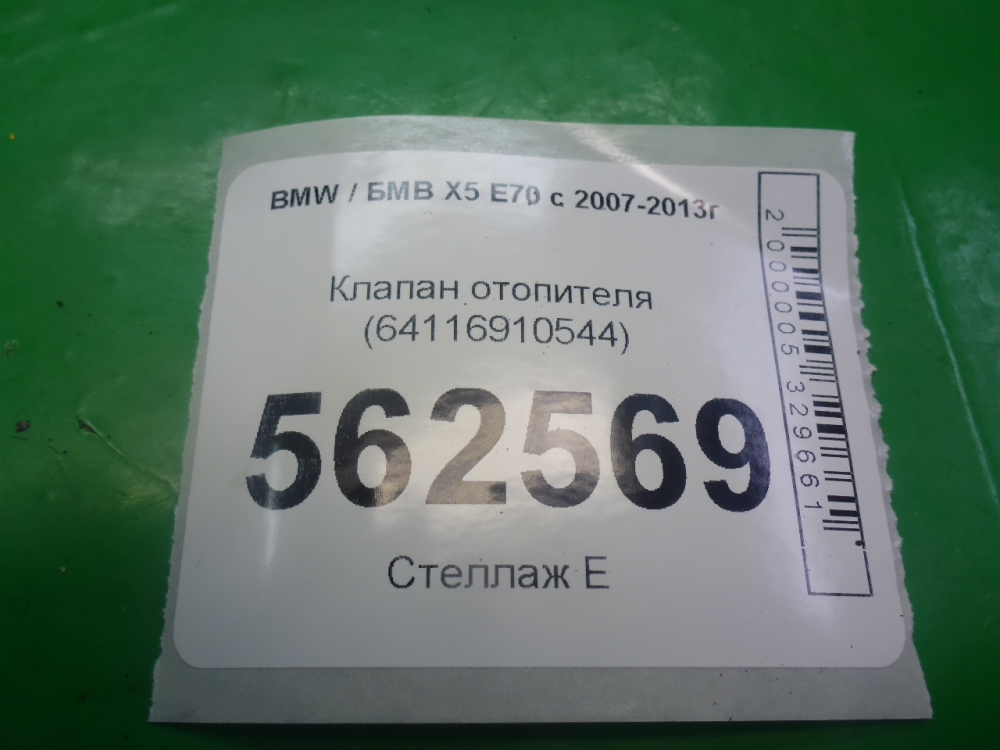 BMW / БМВ X5 E70 с 2007-2013г
Клапан отопителя
(64116910544)
562569
Стеллаж Е
2000005329661